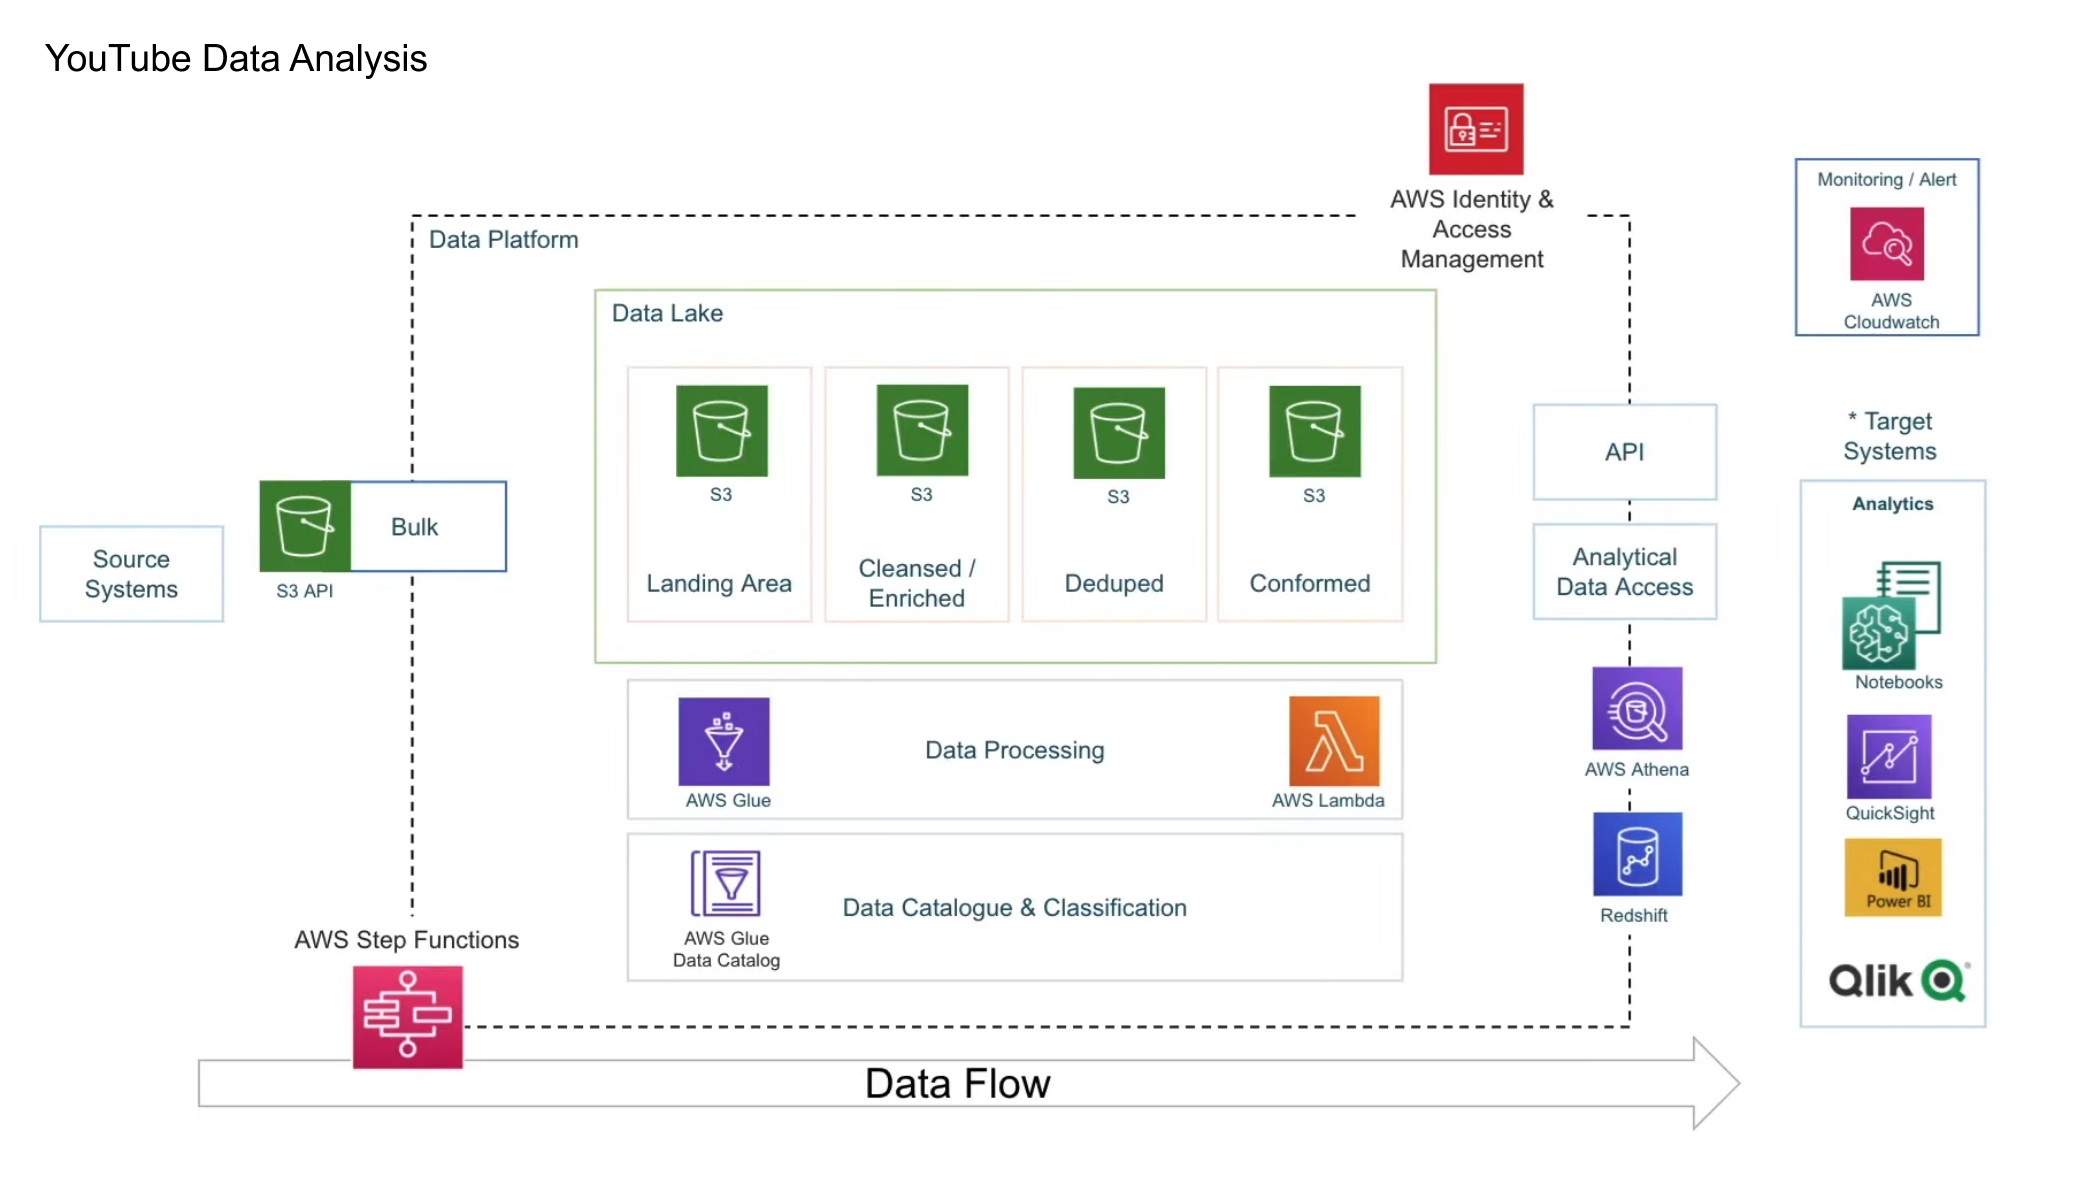 YouTube Data Analysis
AWS Identity &
Access
Management
Monitoring / Alert
AWS
Cloudwatch
Data Platform
Data Lake
S3
Landing Area
S3
Cleansed /
Enriched
S3
Deduped
S3
Conformed
Source
Systems
S3 API
Bulk
API
Analytical
Data Access
* Target
Systems
Analytics
Notebooks
QuickSight
Power BI
Qlik
AWS Glue
Data Processing
AWS Lambda
AWS Athena
Redshift
AWS Glue
Data Catalog
Data Catalogue & Classification
AWS Step Functions
Data Flow